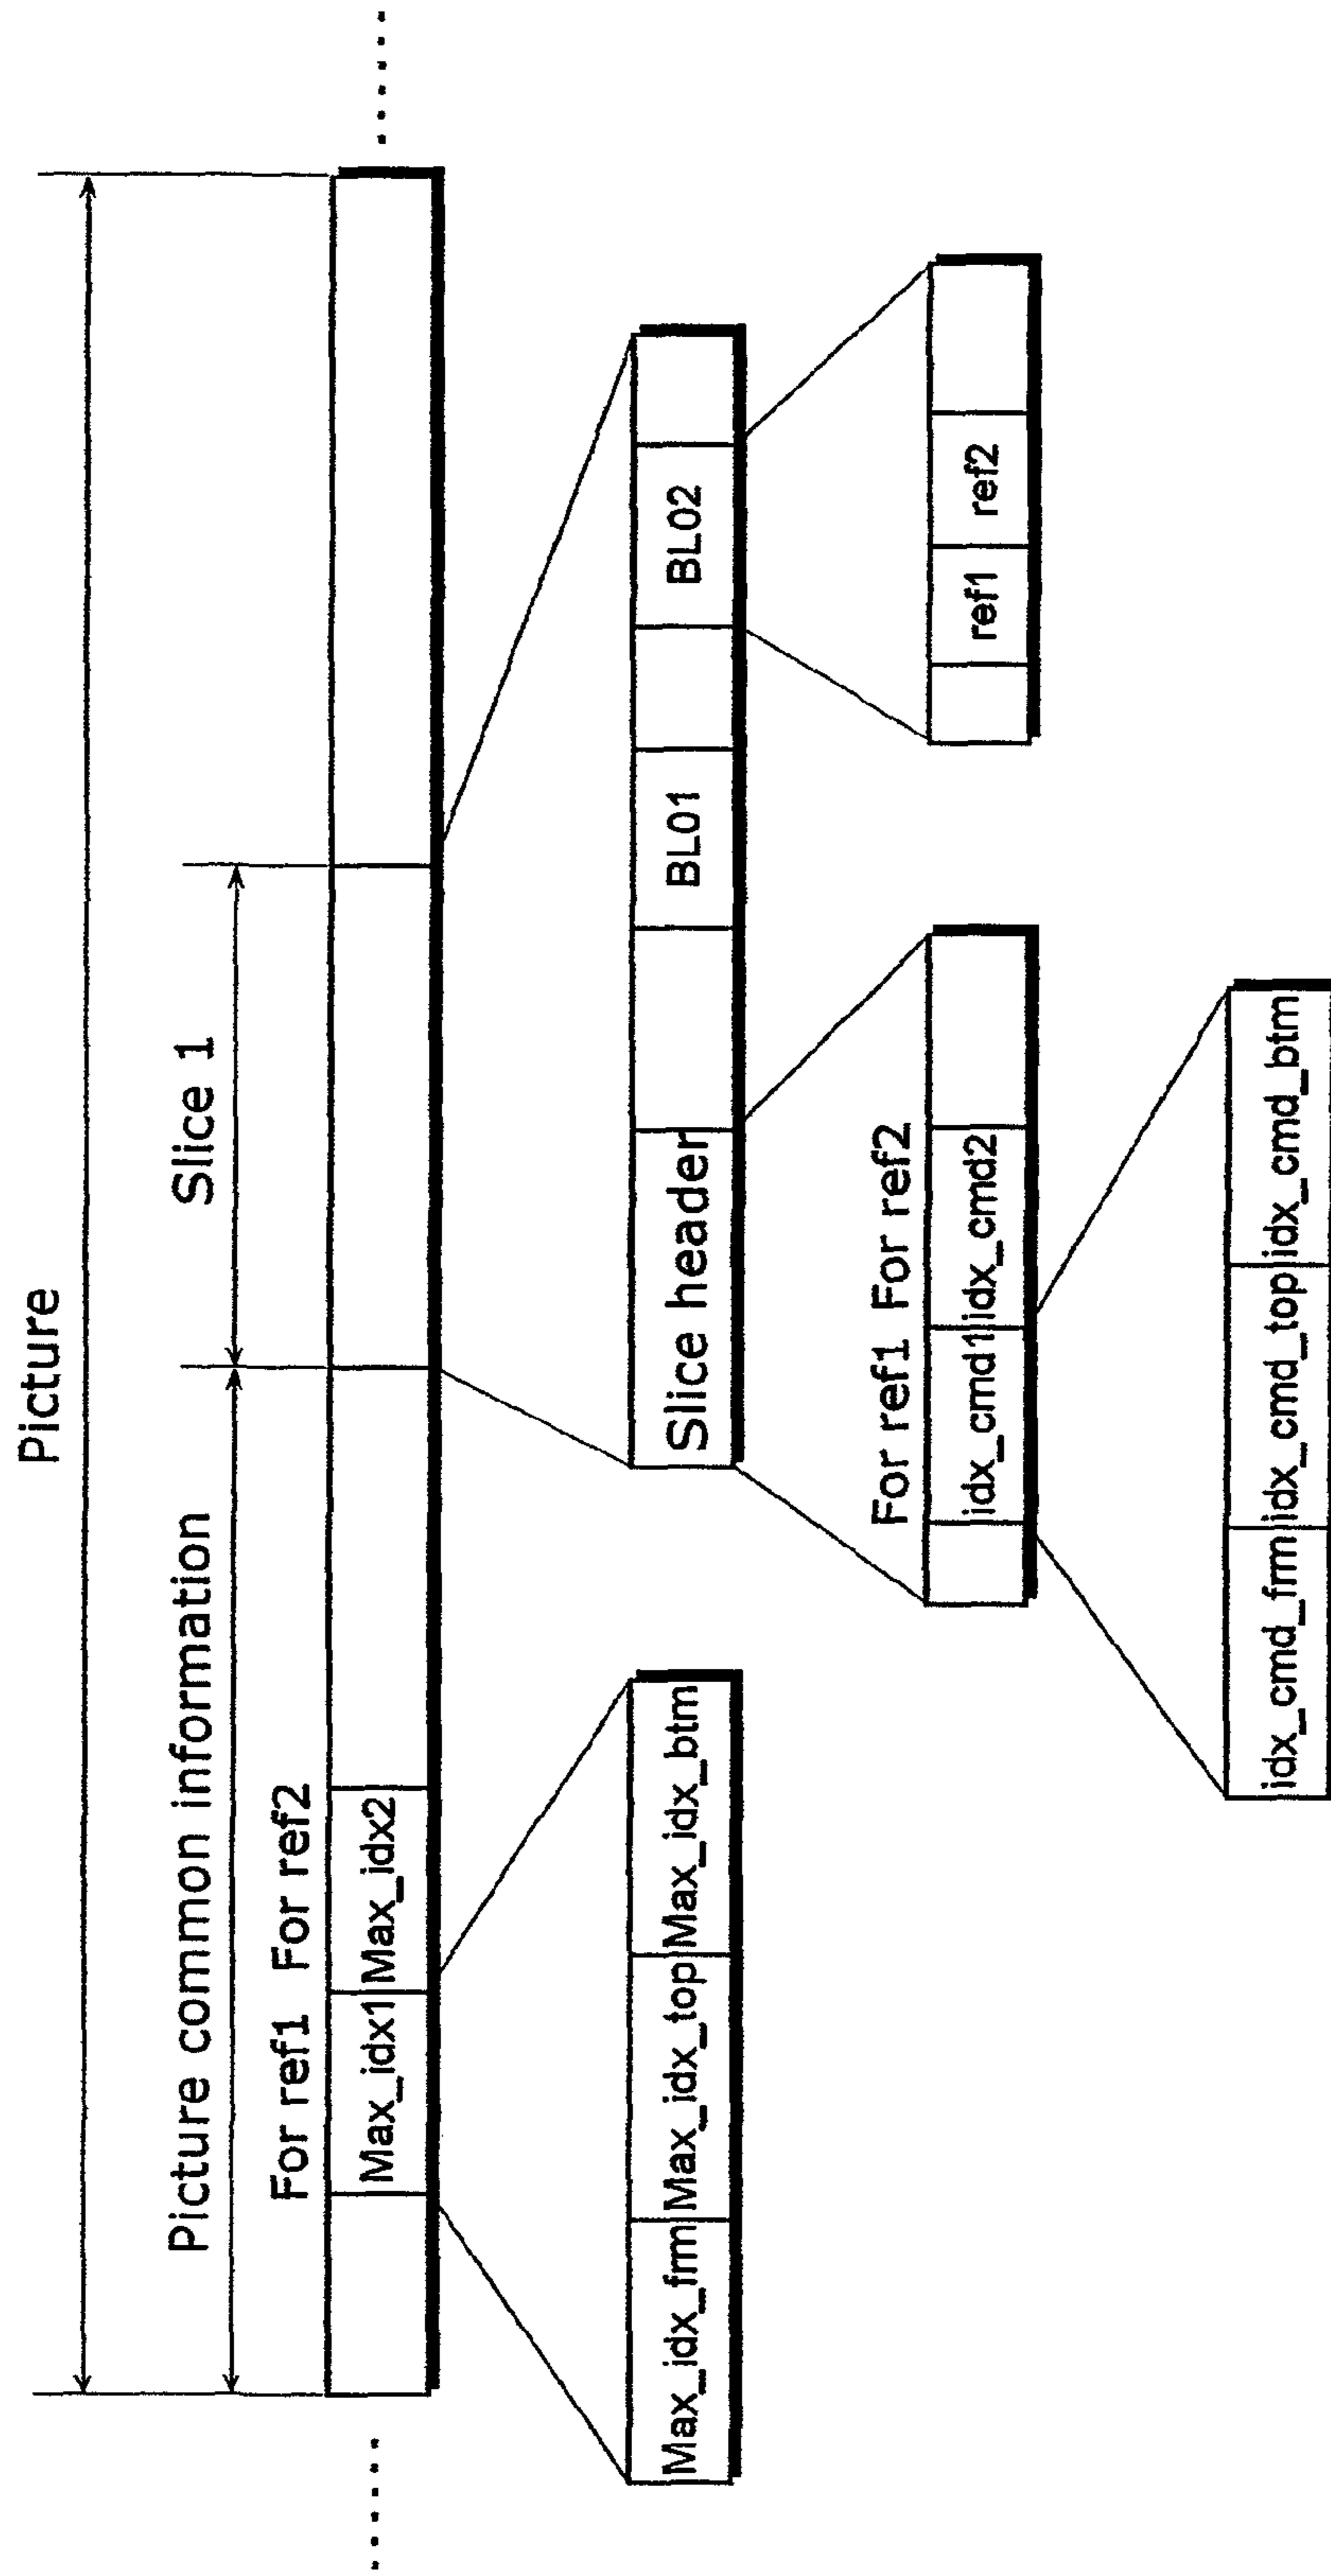 Picture
Picture common information
Slice 1
For ref1 For ref2
Max_idx1 Max_idx2
Max_idx_frm Max_idx_top Max_idx_btm
Slice header BL01 BL02
For ref1 For ref2
idx_cmd1 idx_cmd2
ref1 ref2
idx_cmd_frm idx_cmd_top idx_cmd_btm